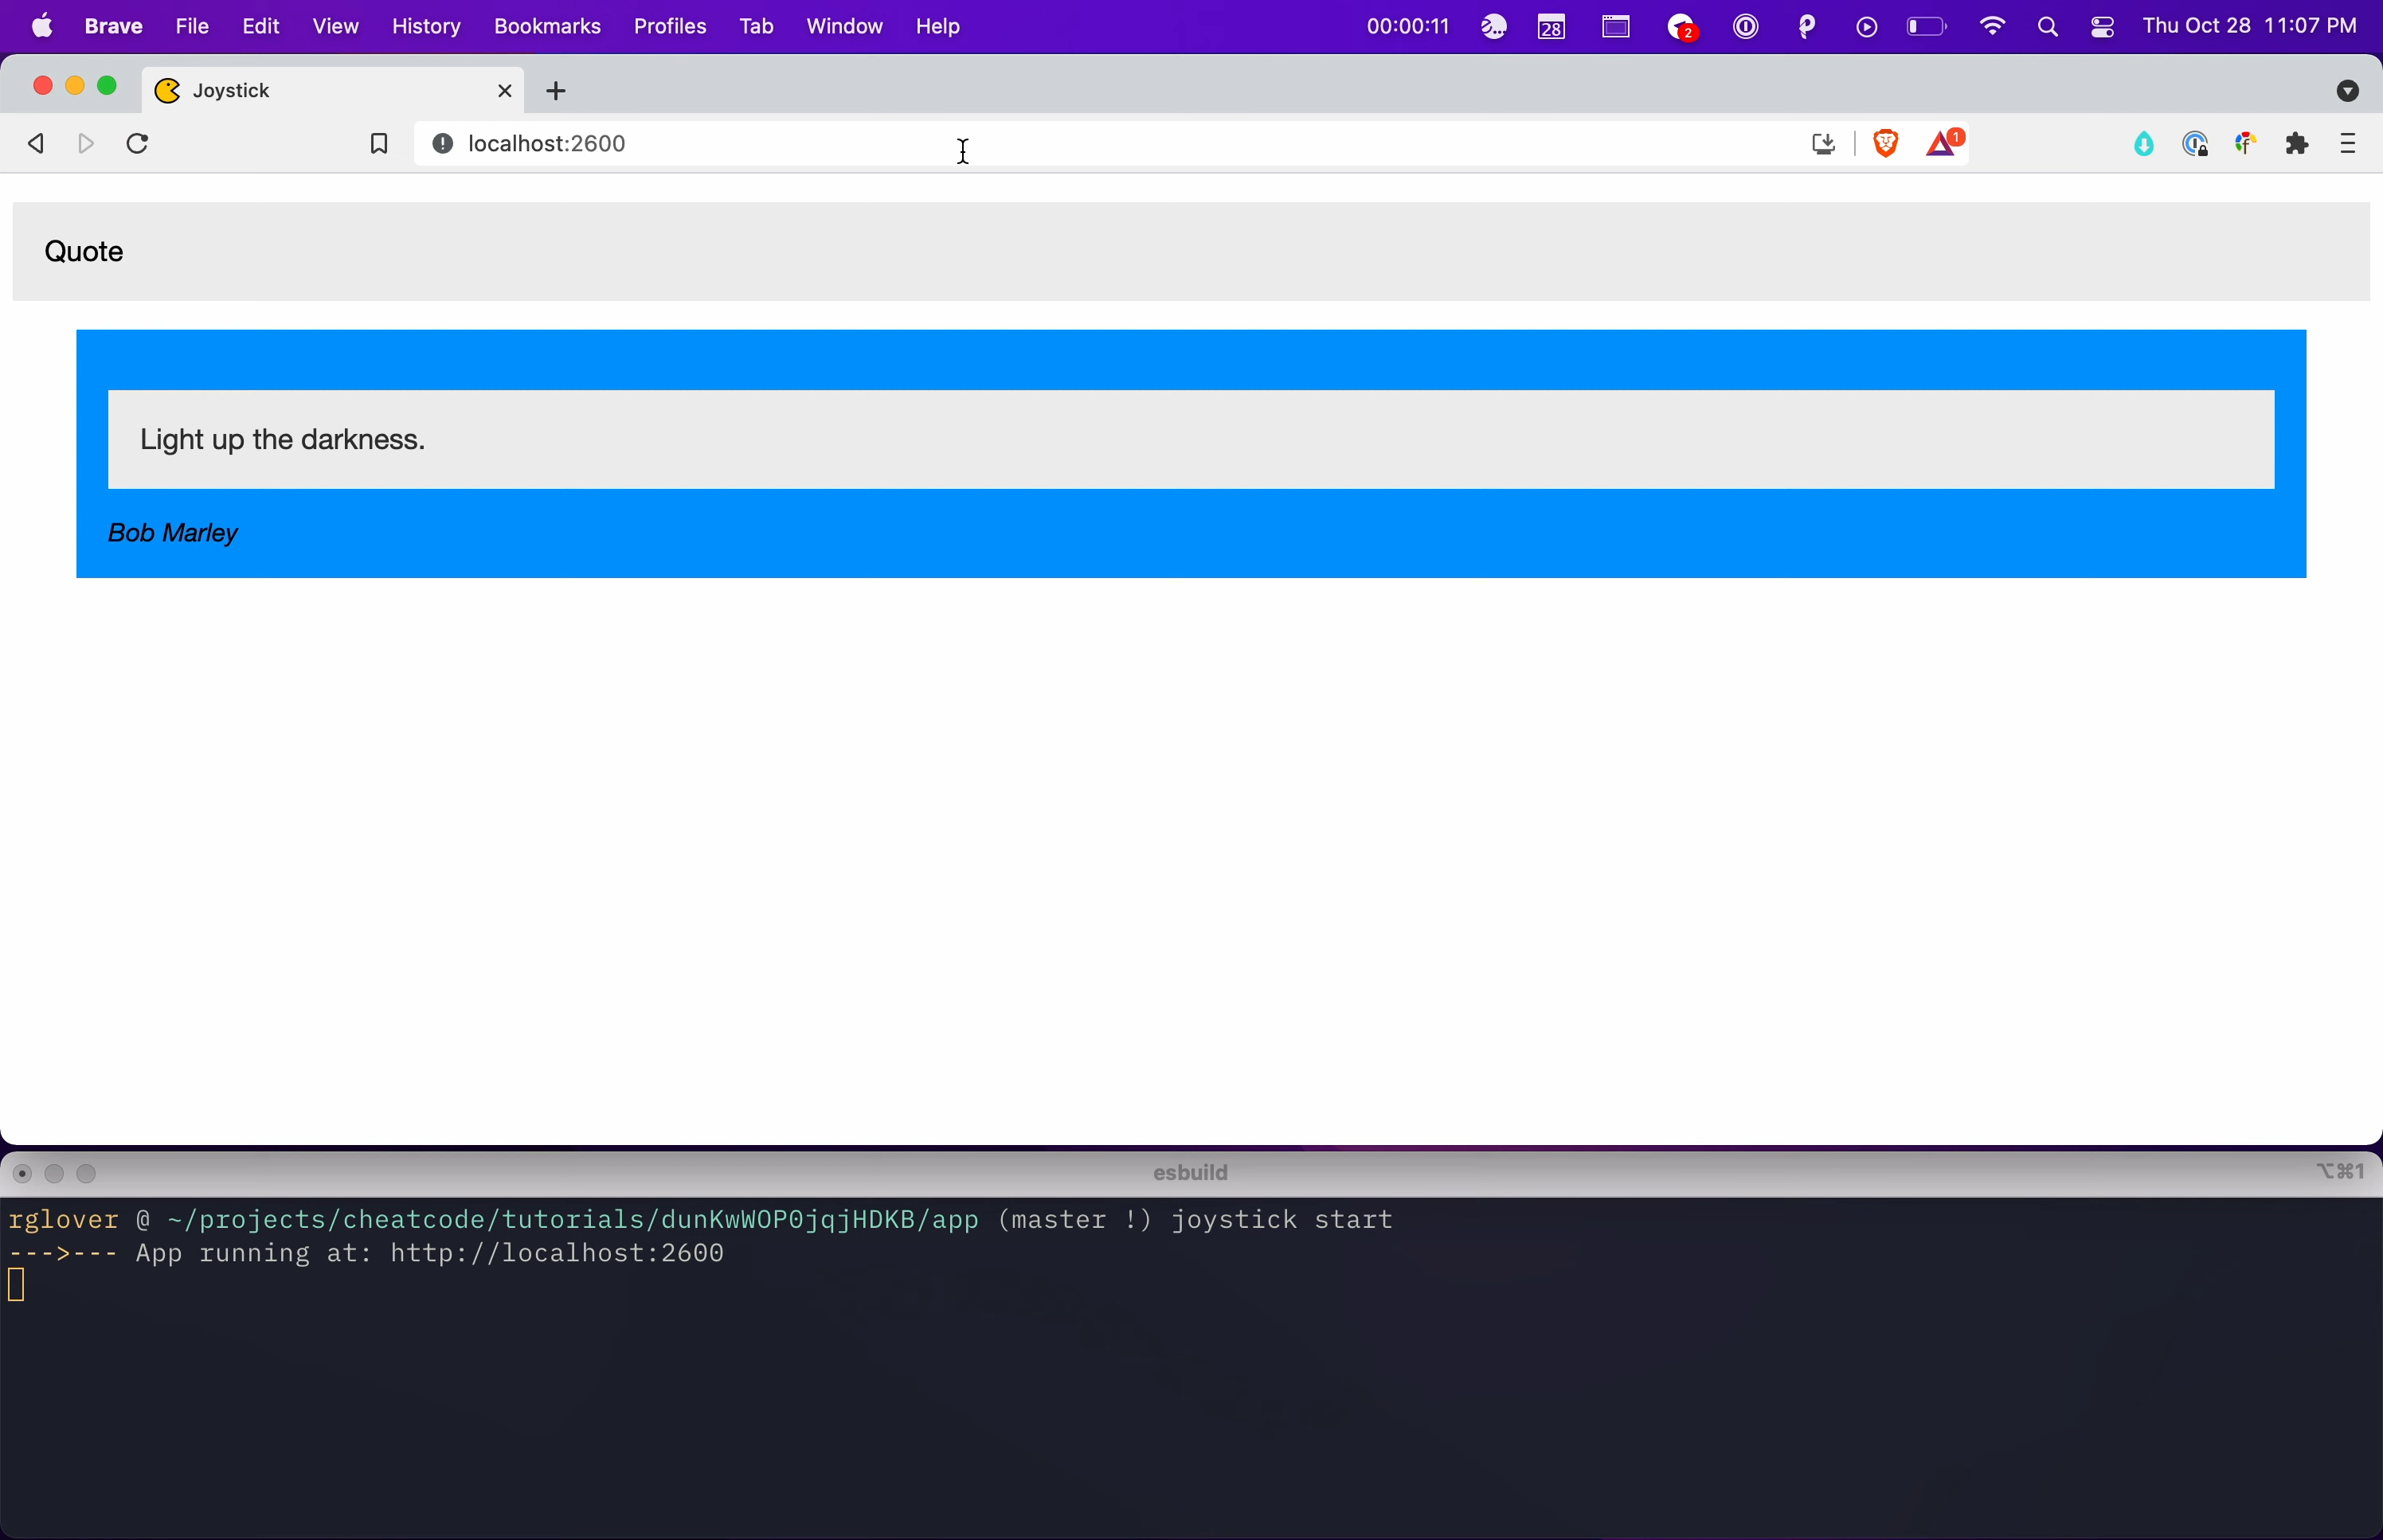 Brave File Edit View History Bookmarks Profiles Tab Window Help 00:00:11 28 2 Thu Oct 28 11:07 PM
Joystick
localhost:2600 1
Quote
Light up the darkness.
Bob Marley
esbuild ⌥⌘1
rglover @ ~/projects/cheatcode/tutorials/dunKwWOP0jqjHDKB/app (master !) joystick start
--->--- App running at: http://localhost:2600